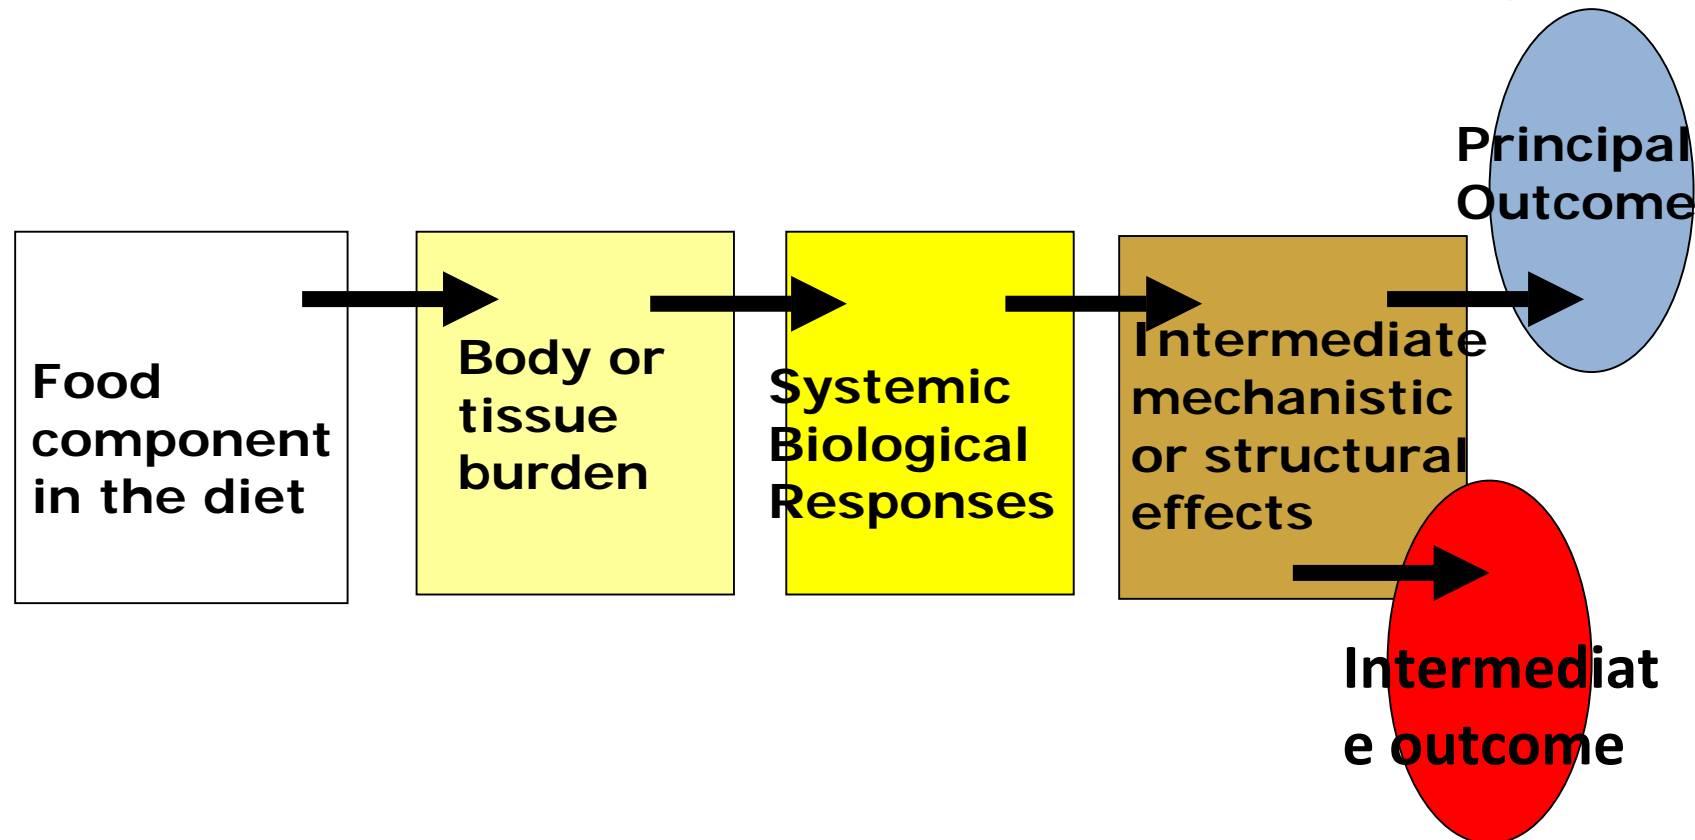 Food
component
in the diet
Body or
tissue
burden
Systemic
Biological
Responses
Intermediate
mechanistic
or structural
effects
Principal
Outcome
Intermediat
e outcome